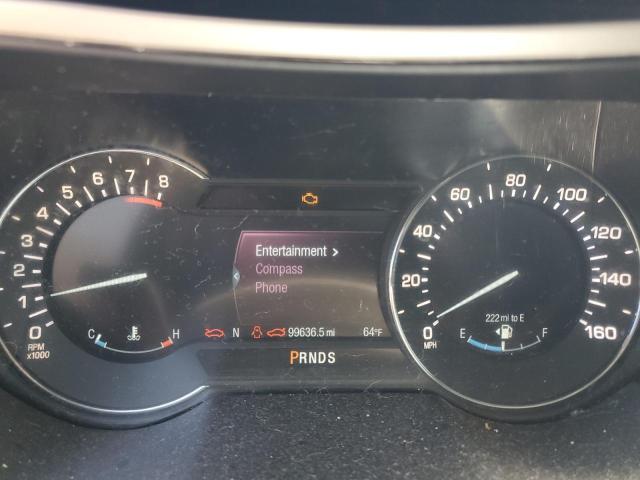 0 1 2 3 4 5 6 7 8
RPM
x1000
C H
Entertainment >
Compass
Phone
N 99636.5 mi 64°F
PRNDS
0 20 40 60 80 100 120 140 160
MPH
222 mi to E
E F